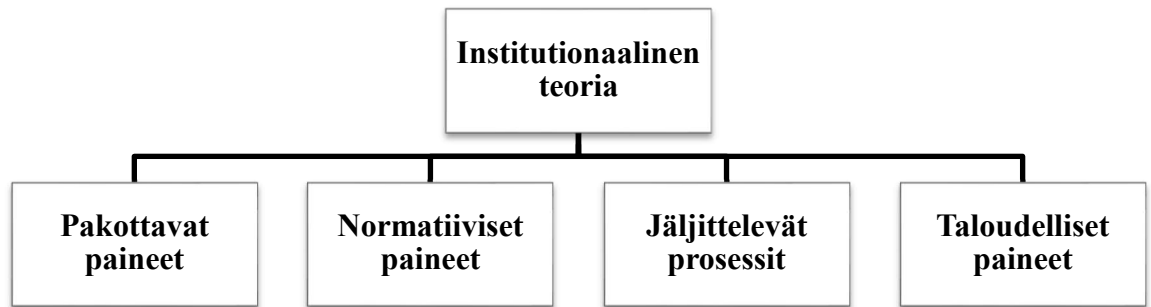 Institutionaalinen
teoria
Pakottavat
paineet
Normatiiviset
paineet
Jäljittelevät
prosessit
Taloudelliset
paineet